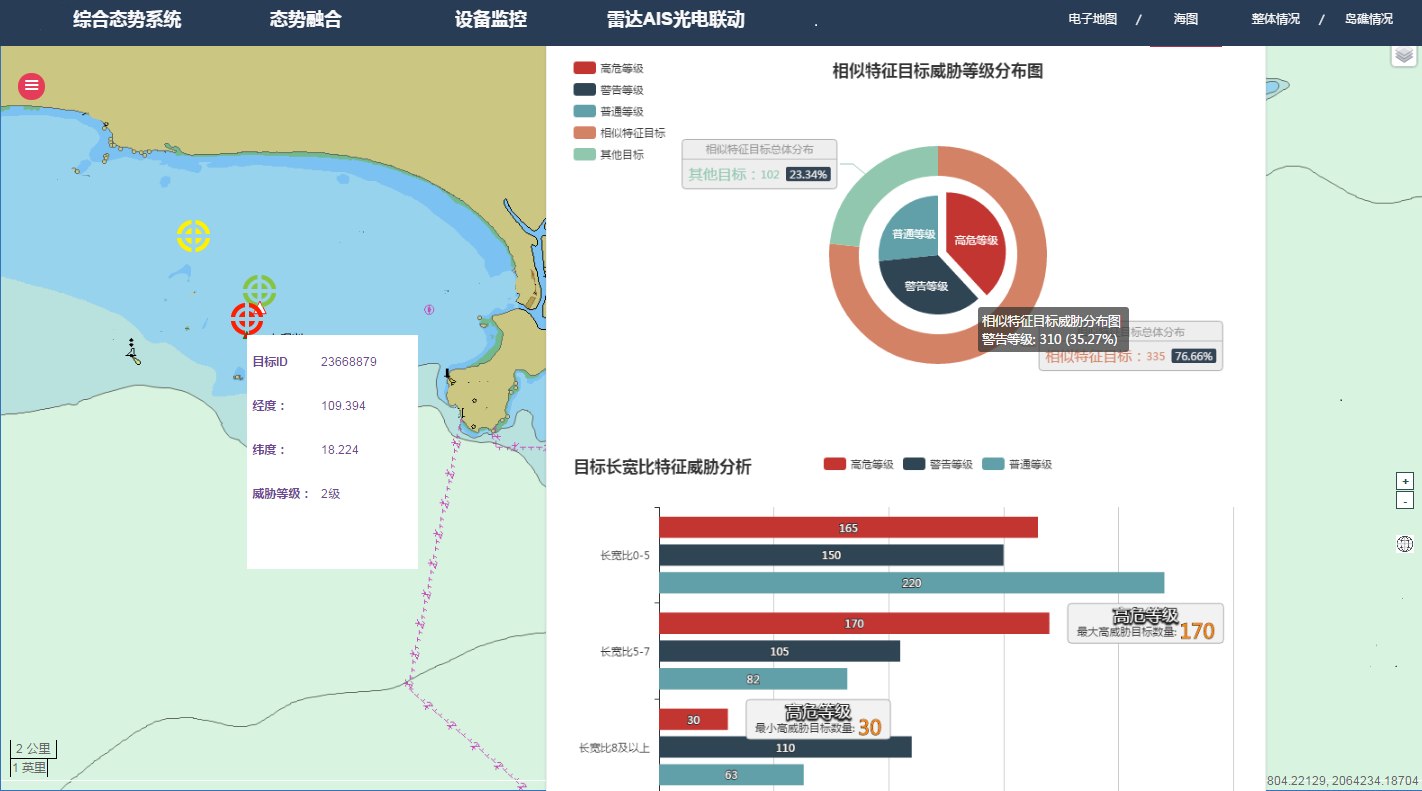 综合态势系统 态势融合 设备监控 雷达AIS光电联动 电子地图 / 海图 整体情况 / 岛礁情况
高危等级
警告等级
普通等级
相似特征目标
其他目标
相似特征目标威胁等级分布图
相似特征目标总体分布
其他目标：102 23.34%
普通等级
高危等级
警告等级
相似特征目标威胁分布图
警告等级: 310 (35.27%)
目标总体分布
相似特征目标：335 76.66%
目标ID 23668879
经度： 109.394
纬度： 18.224
威胁等级： 2级
目标长宽比特征威胁分析
高危等级 警告等级 普通等级
165
长宽比0-5 150
220
170
长宽比5-7 105
82
高危等级
最大高威胁目标数量: 170
30
长宽比8及以上 110
63
高危等级
最小高威胁目标数量: 30
+
-
2 公里
1 英里
804.22129, 2064234.18704